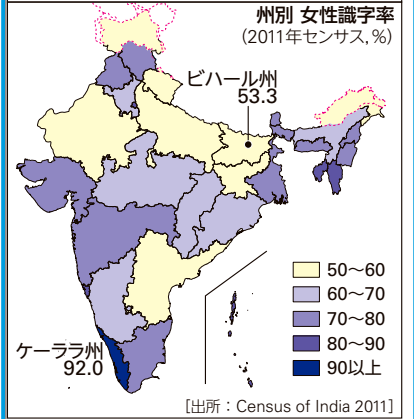 州別 女性識字率
(2011年センサス,%)
ビハール州
53.3
50〜60
60〜70
70〜80
80〜90
90以上
ケーララ州
92.0
[出所：Census of India 2011]